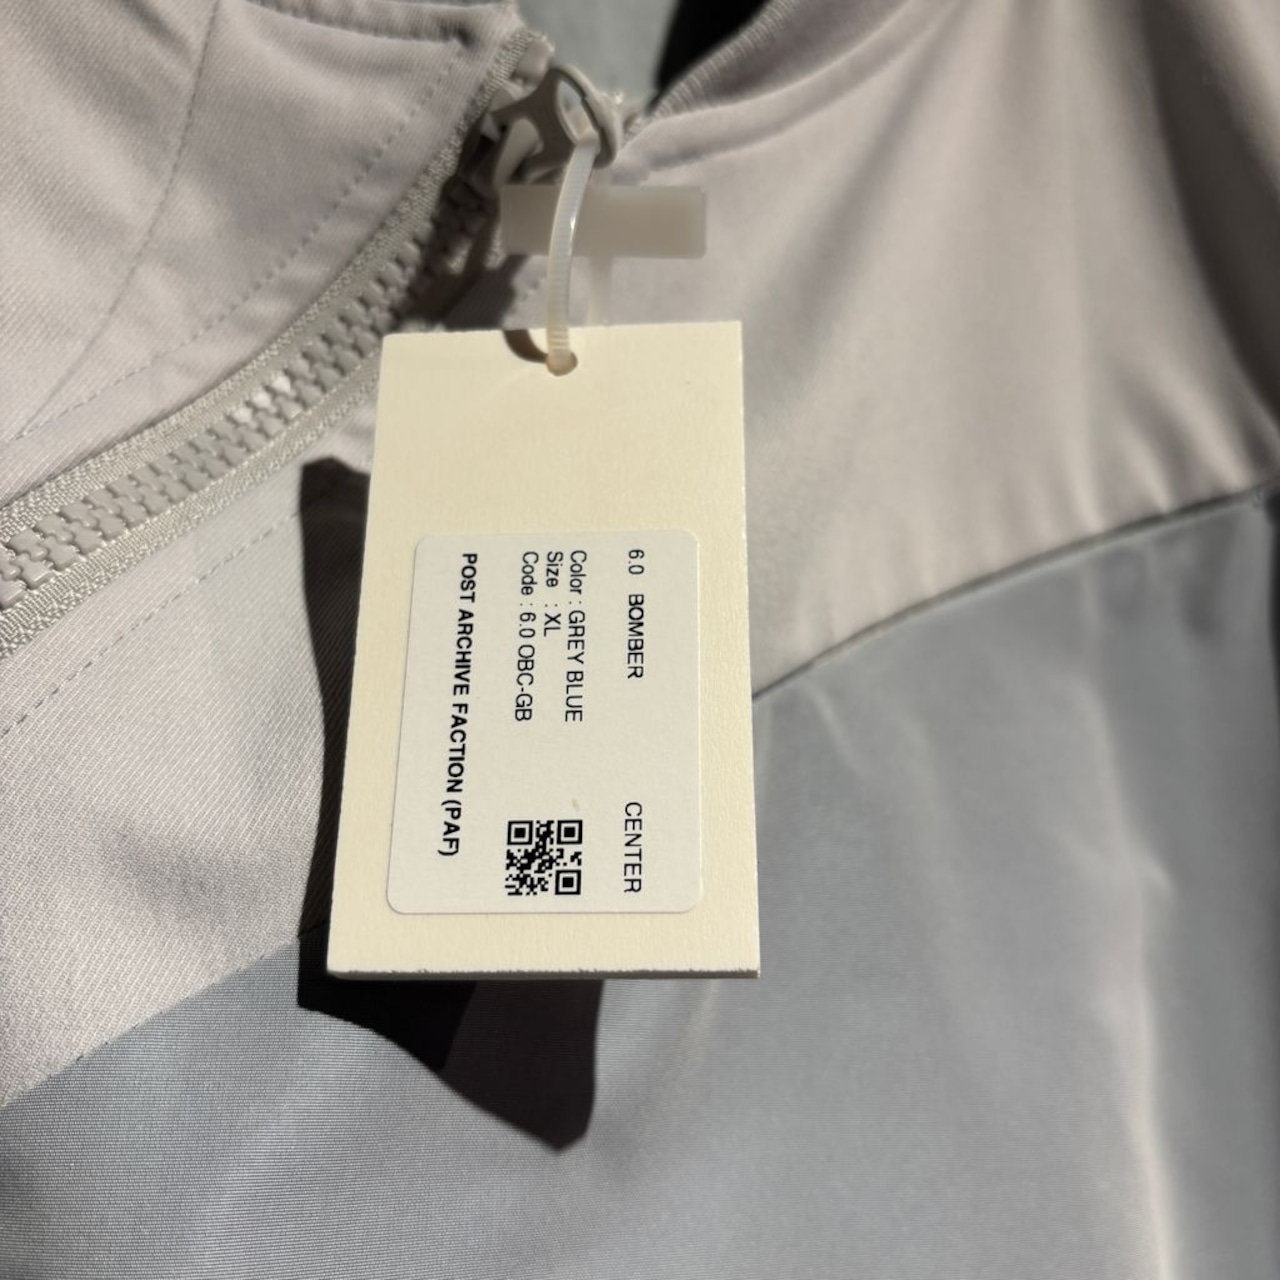 6.0 BOMBER CENTER
Color : GREY BLUE
Size : XL
Code : 6.0 OBC-GB
POST ARCHIVE FACTION (PAF)